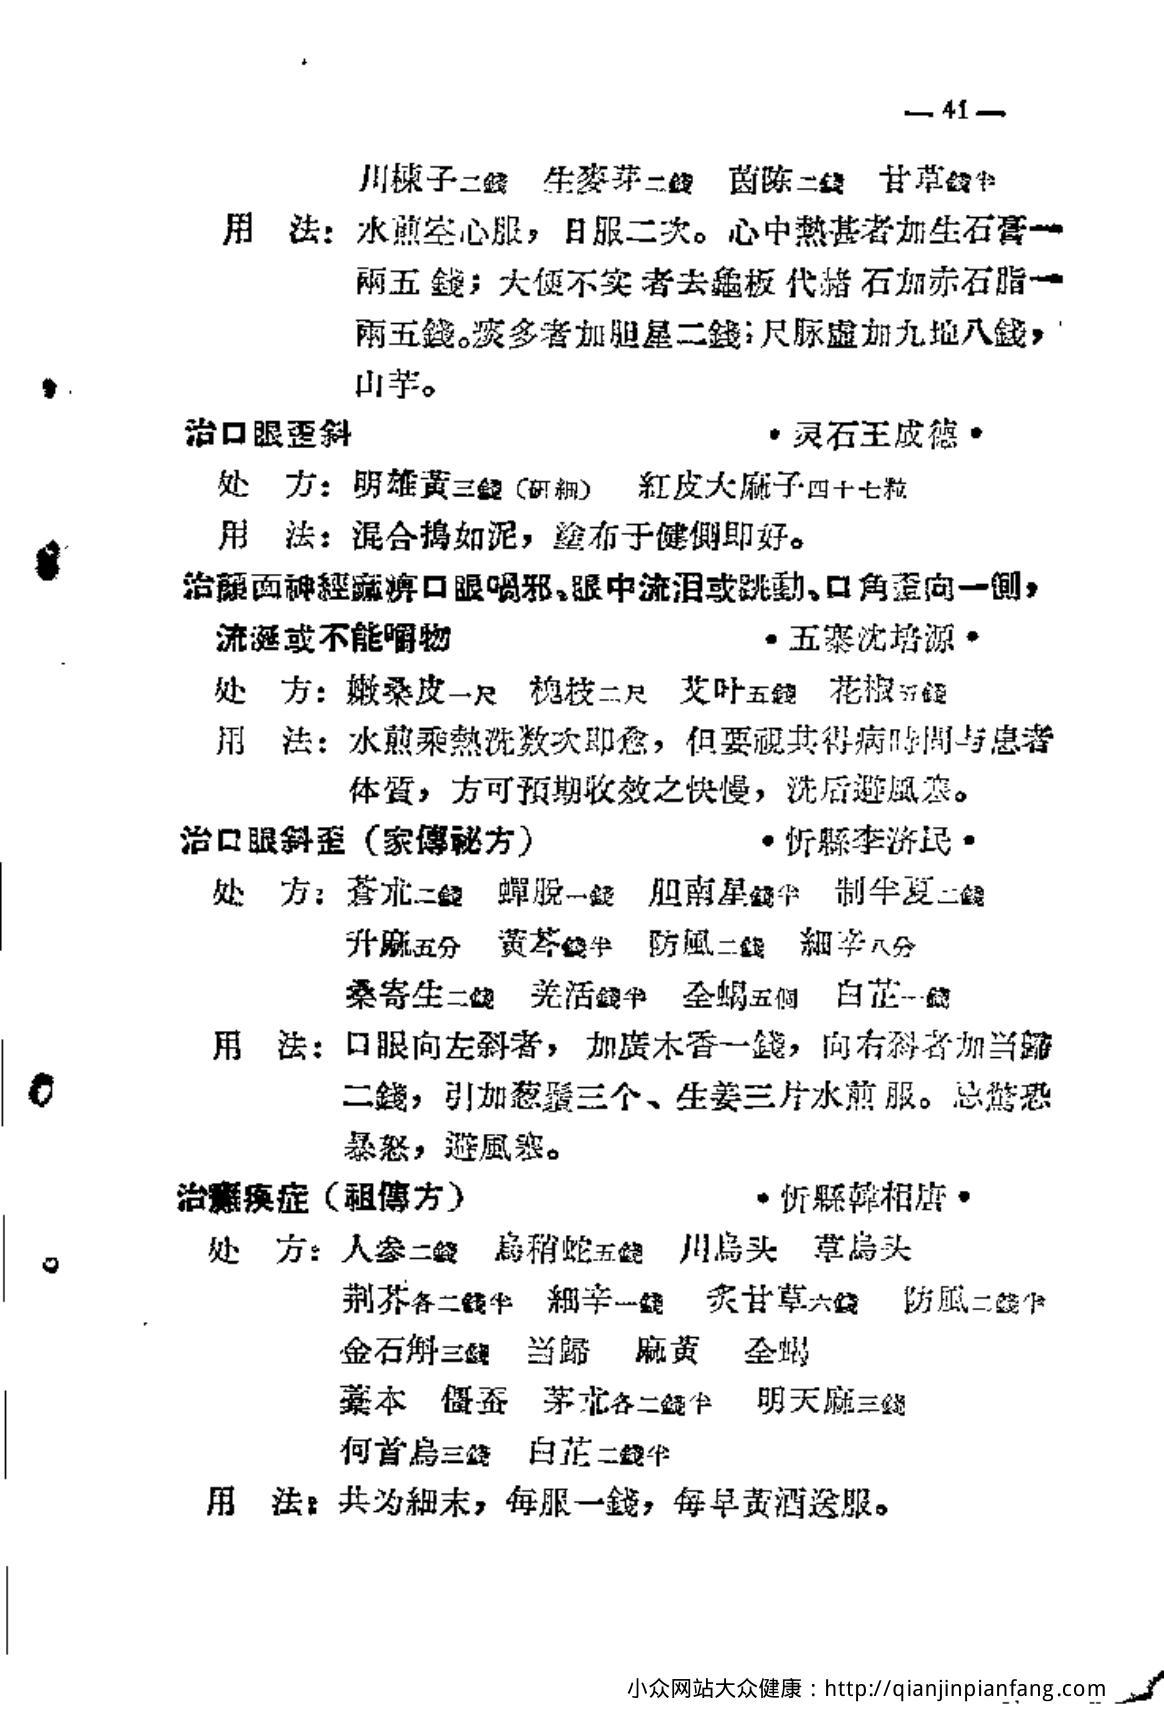 — 41 —
川楝子二錢　生麥芽二錢　茵陈二錢　甘草錢半
用　法：水煎空心服，日服二次。心中熱甚者加生石膏一
兩五錢；大便不实者去龜板代赭石加赤石脂一
兩五錢。痰多者加胆星二錢；尺脉虛加九地八錢，
山芋。
治口眼歪斜　•灵石王成德•
处　方：明雄黃三錢（研細）　紅皮大麻子四十七粒
用　法：混合搗如泥，塗布于健側即好。
治顏面神經麻痹口眼喎邪、眼中流泪或跳動、口角歪向一側，
流涎或不能嚼物　•五寨沈培源•
处　方：嫩桑皮一尺　槐枝二尺　艾叶五錢　花椒五錢
用　法：水煎乘熱洗数次即愈，但要視其得病時間与患者
体質，方可預期收效之快慢，洗后避風寒。
治口眼斜歪（家傳祕方）　•忻縣李济民•
处　方：蒼朮二錢　蟬脫一錢　胆南星錢半　制半夏二錢
升麻五分　黄芩錢半　防風二錢　細辛八分
桑寄生二錢　羌活錢半　全蝎五個　白芷一錢
用　法：口眼向左斜者，加廣木香一錢，向右斜者加当歸
二錢，引加葱鬚三个、生姜三片水煎服。忌驚恐
暴怒，避風寒。
治癱瘓症（祖傳方）　•忻縣韓相唐•
处　方：人参二錢　烏稍蛇五錢　川烏头　草烏头
荆芥各二錢半　細辛一錢　炙甘草六錢　防風二錢半
金石斛三錢　当歸　麻黄　全蝎
藁本　僵蚕　茅朮各二錢半　明天麻三錢
何首烏三錢　白芷二錢半
用　法：共为細末，每服一錢，每早黃酒送服。
小众网站大众健康：http://qianjinpianfang.com